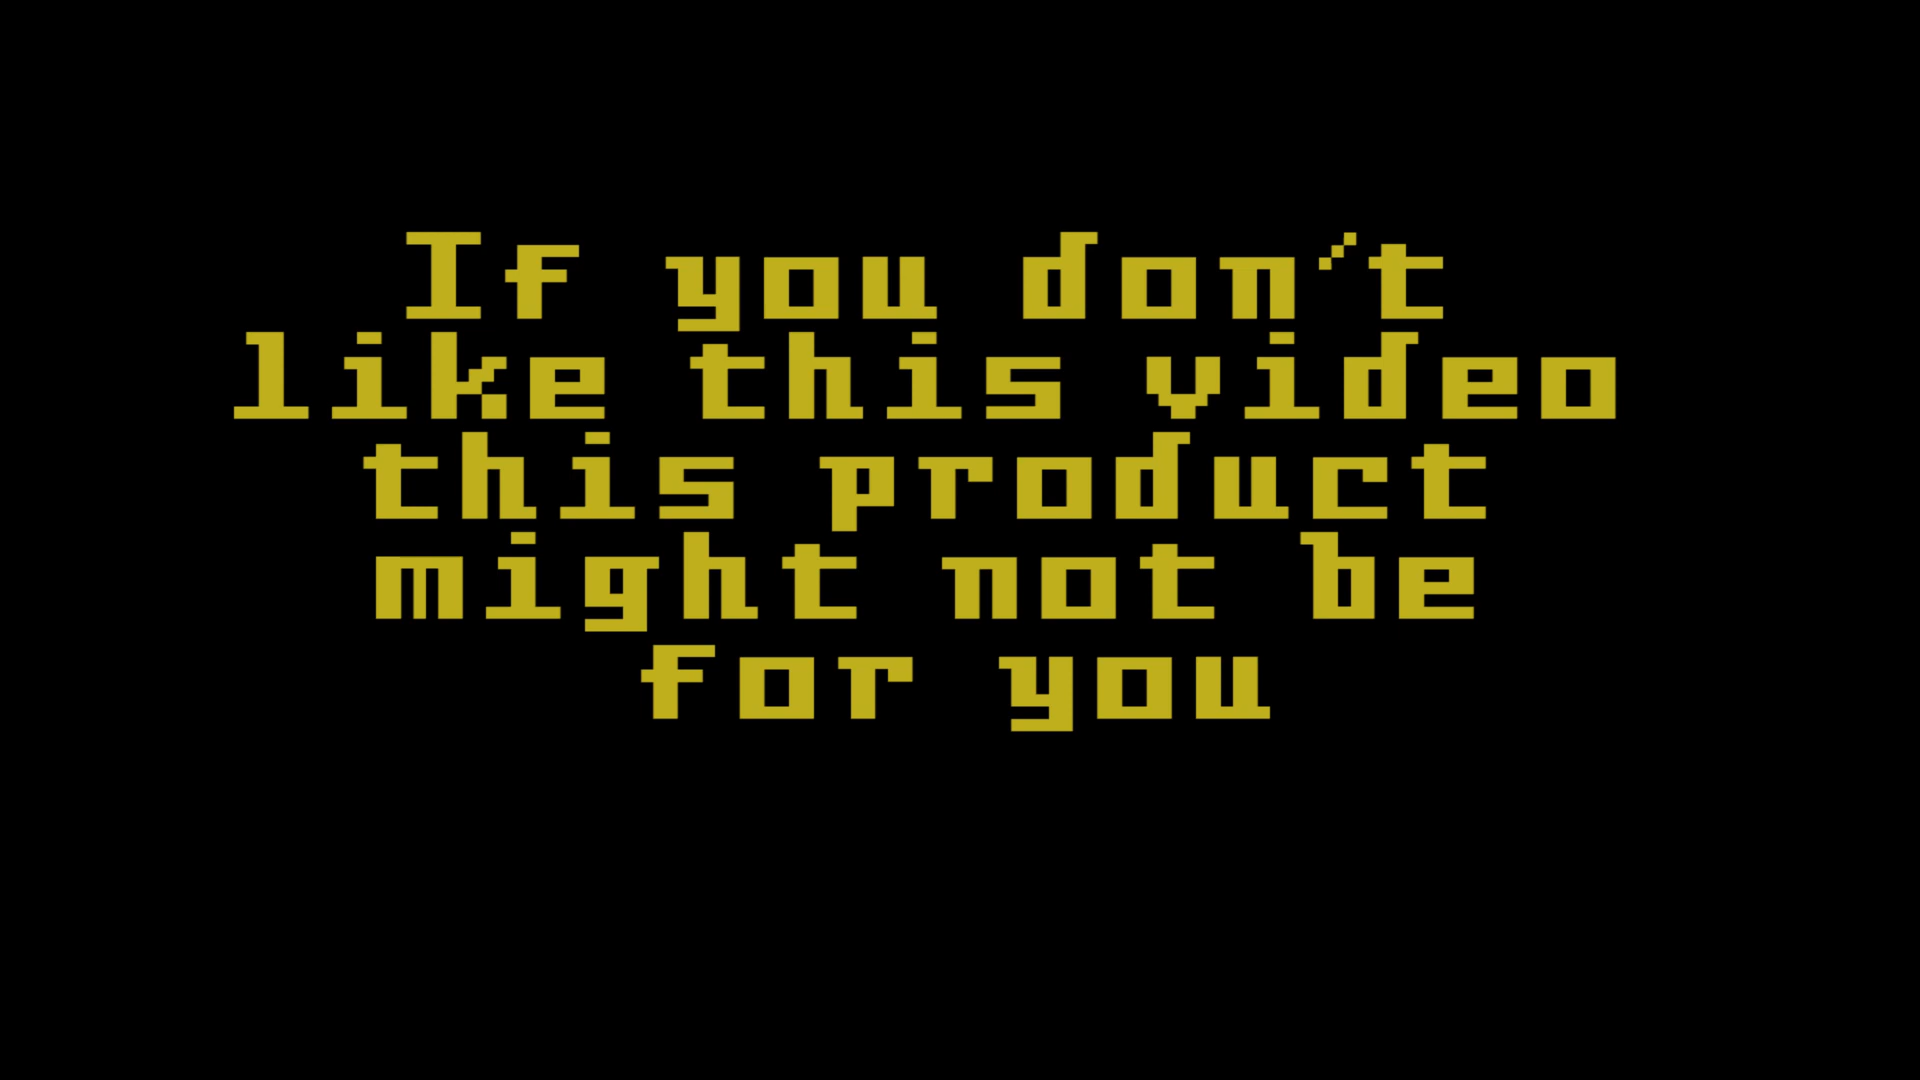 If you don´t
like this video
this product
might not be
for you